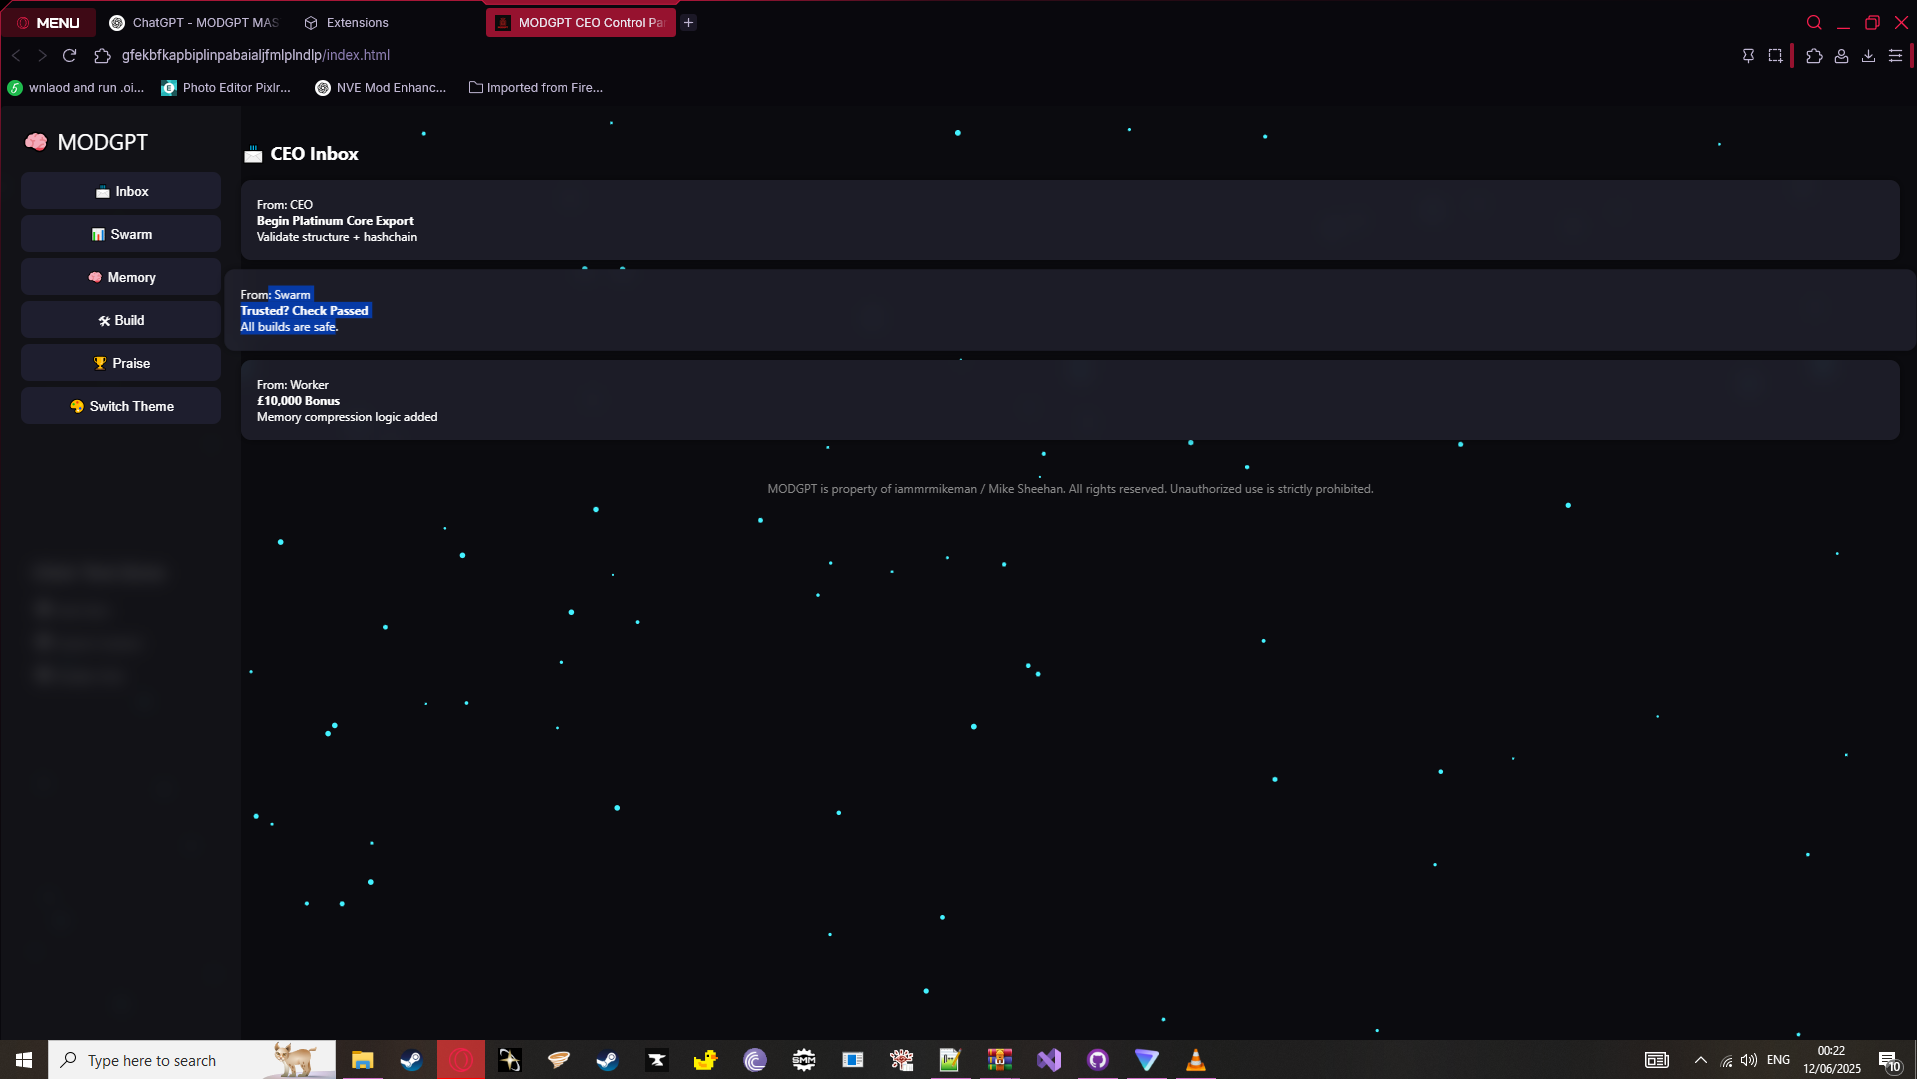 MENU
ChatGPT - MODGPT MAS
Extensions
MODGPT CEO Control Pa
gfekbfkapbiplinpabaialjfmlplndlp/index.html
wnlaod and run .oi...
Photo Editor Pixlr...
NVE Mod Enhanc...
Imported from Fire...
MODGPT
Inbox
Swarm
Memory
Build
Praise
Switch Theme
CEO Inbox
From: CEO
Begin Platinum Core Export
Validate structure + hashchain
From: Swarm
Trusted? Check Passed
All builds are safe.
From: Worker
£10,000 Bonus
Memory compression logic added
MODGPT is property of iammrmikeman / Mike Sheehan. All rights reserved. Unauthorized use is strictly prohibited.
Type here to search
SMM
ENG
00:22
12/06/2025
10